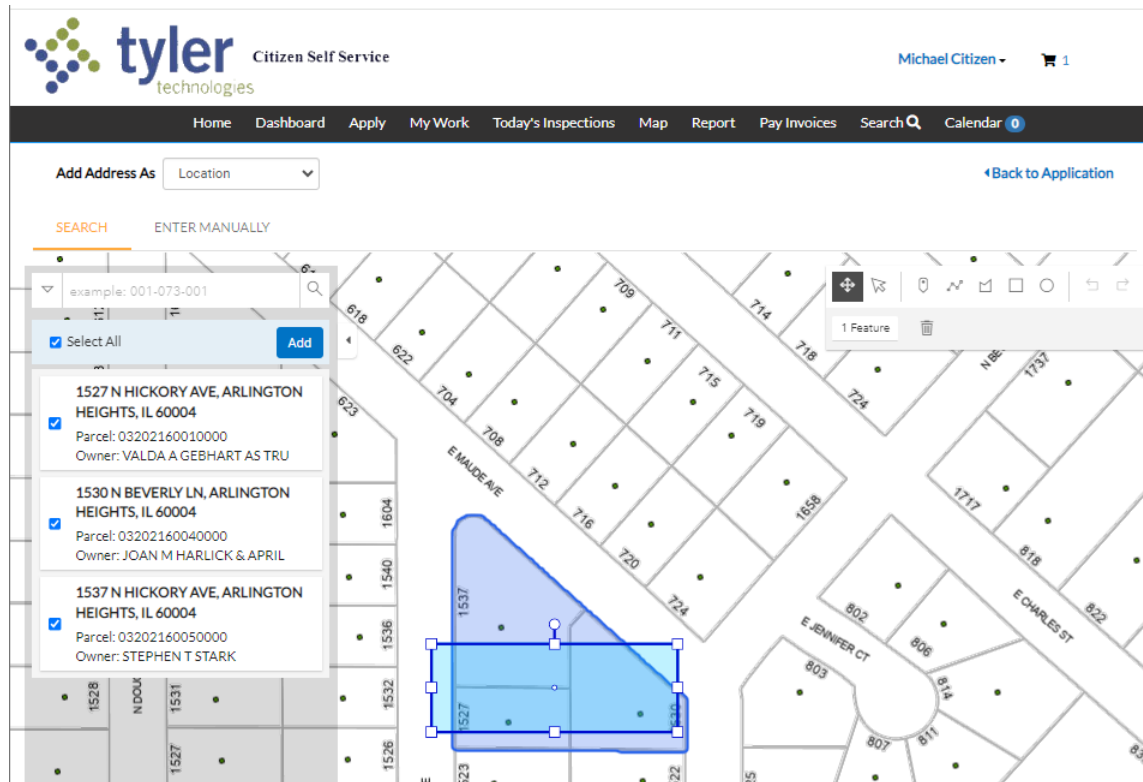 tyler
technologies
Citizen Self Service
Michael Citizen
1
Home Dashboard Apply My Work Today's Inspections Map Report Pay Invoices Search Calendar 0
Add Address As Location
Back to Application
SEARCH ENTER MANUALLY
example: 001-073-001
Select All Add
1 Feature
1527 N HICKORY AVE, ARLINGTON
HEIGHTS, IL 60004
Parcel: 03202160010000
Owner: VALDA A GEBHART AS TRU
1530 N BEVERLY LN, ARLINGTON
HEIGHTS, IL 60004
Parcel: 03202160040000
Owner: JOAN M HARLICK & APRIL
1537 N HICKORY AVE, ARLINGTON
HEIGHTS, IL 60004
Parcel: 03202160050000
Owner: STEPHEN T STARK
618
622
623
704
708
712
716
720
724
E MAUDE AVE
709
711
715
719
1658
714
718
724
1737
1717
818
822
E CHARLES ST
802
806
814
811
807
803
E JENNIFER CT
1604
1540
1536
1532
1526
1537
1527
1530
1528
1531
1527
N DOUG